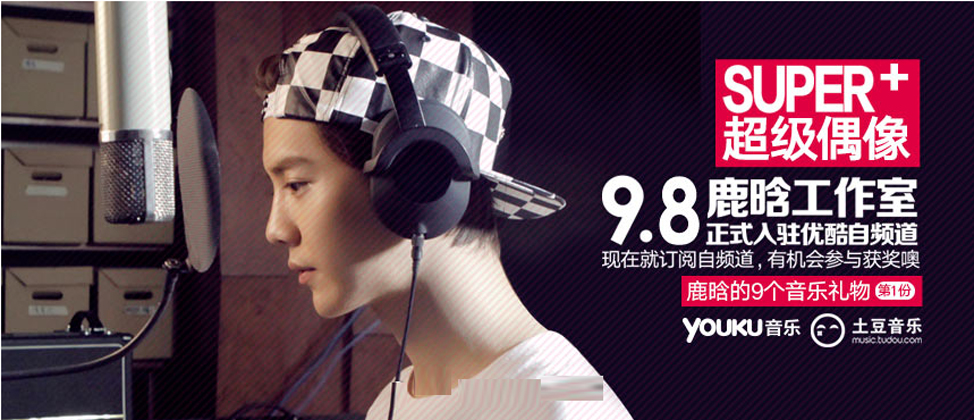 SUPER+
超级偶像
9.8 鹿晗工作室
正式入驻优酷自频道
现在就订阅自频道，有机会参与获奖噢
鹿晗的9个音乐礼物 第1份
YOUKU音乐 土豆音乐
music.tudou.com